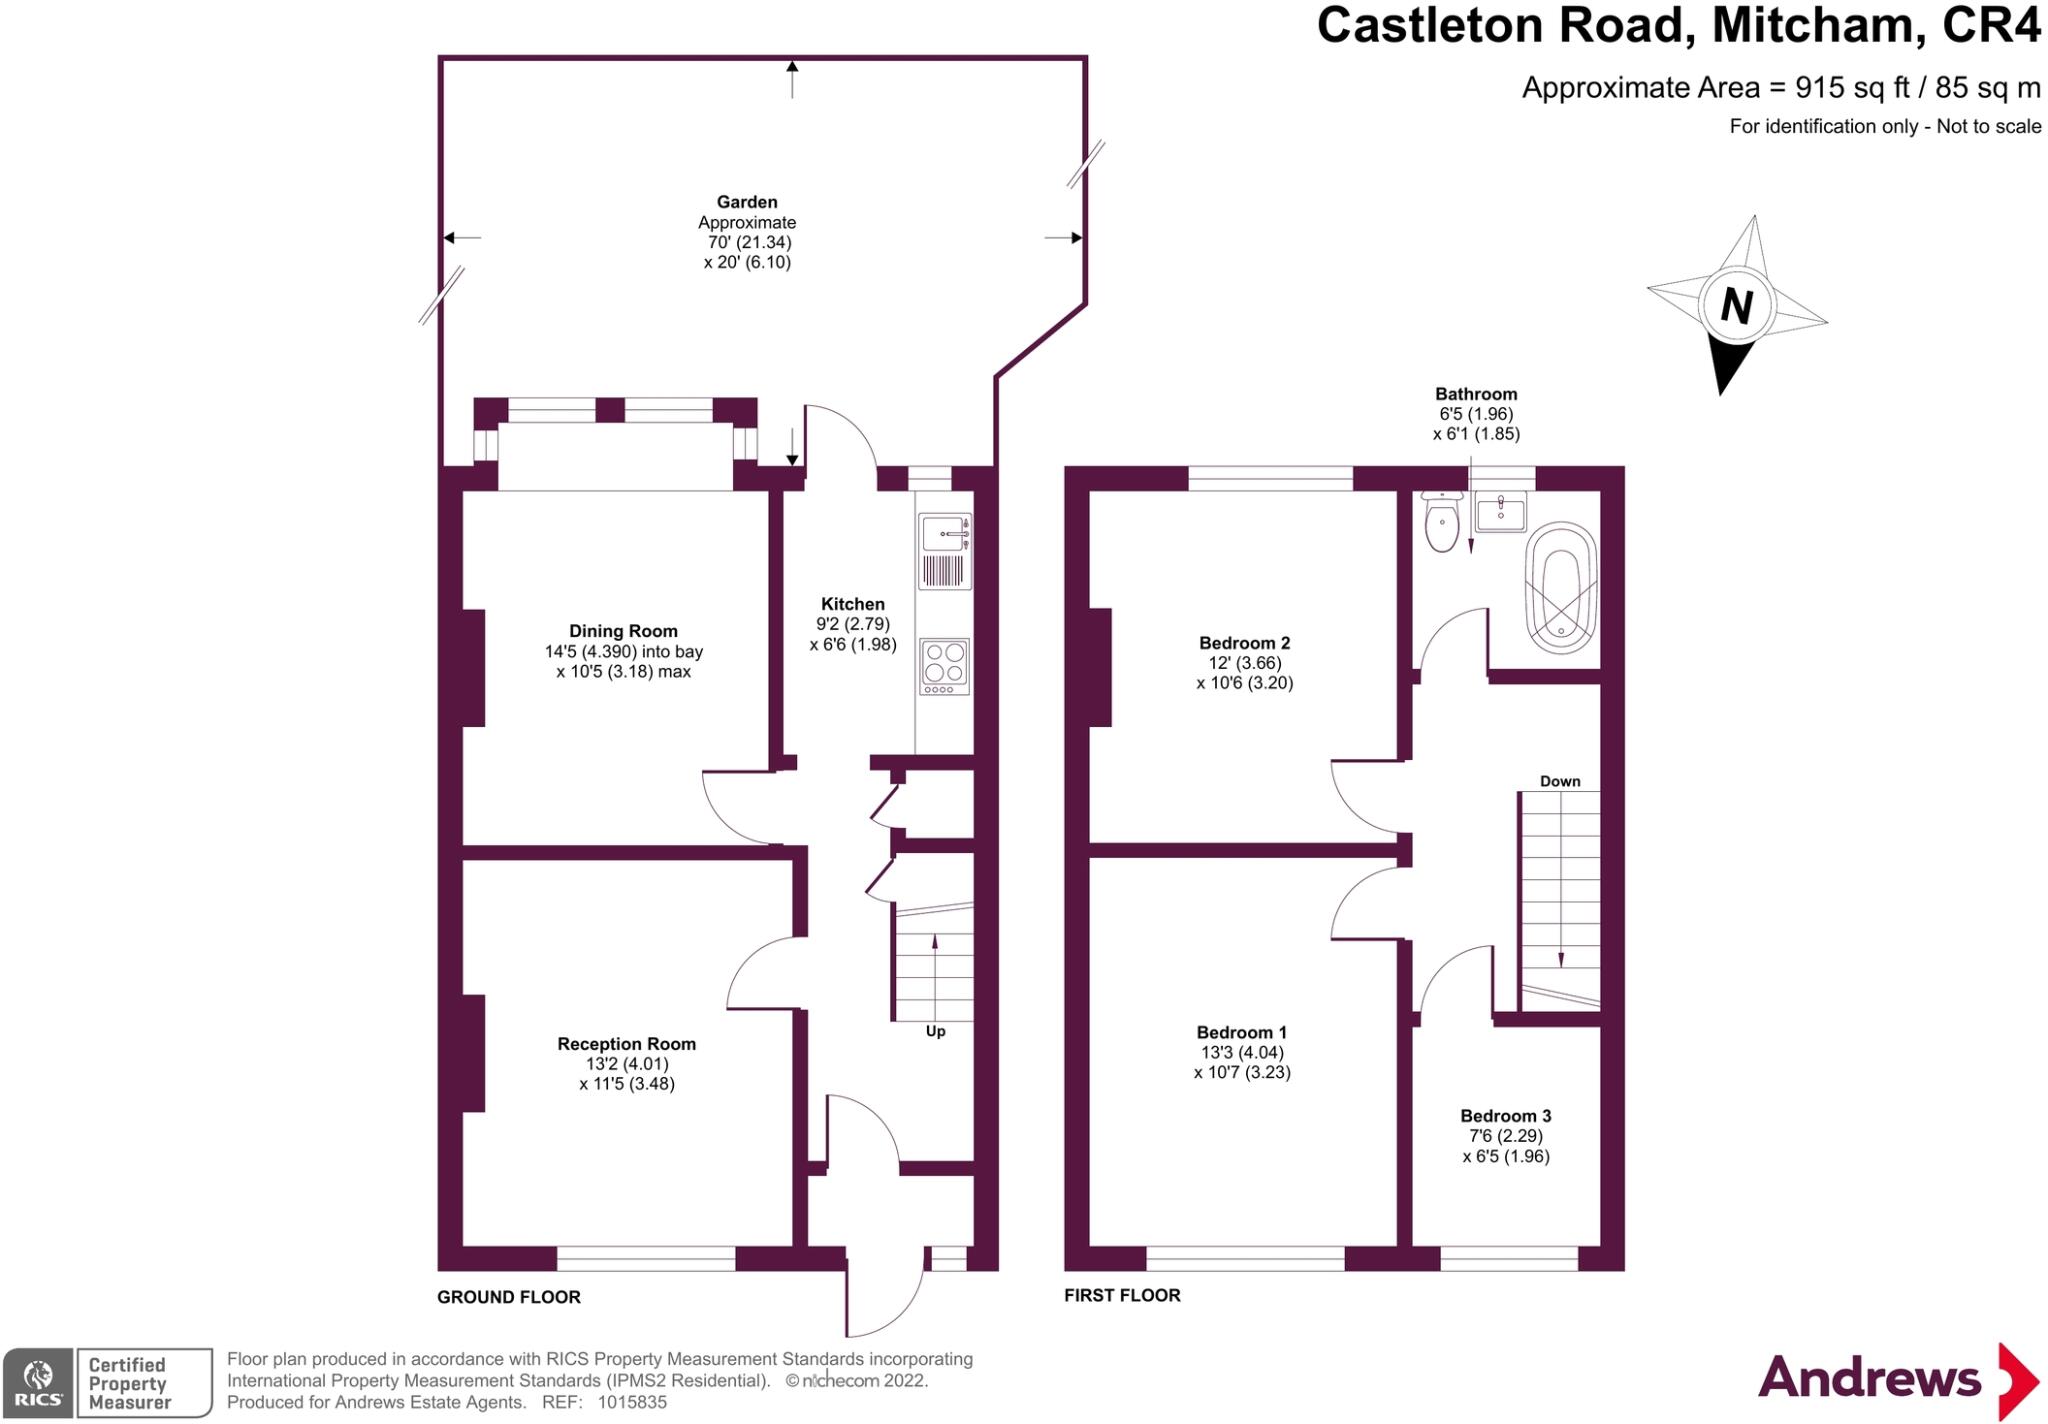 Castleton Road, Mitcham, CR4
Approximate Area = 915 sq ft / 85 sq m
For identification only - Not to scale
Garden
Approximate
70' (21.34)
x 20' (6.10)
N
Bathroom
6'5 (1.96)
x 6'1 (1.85)
Dining Room
14'5 (4.390) into bay
x 10'5 (3.18) max
Kitchen
9'2 (2.79)
x 6'6 (1.98)
Bedroom 2
12' (3.66)
x 10'6 (3.20)
Down
Up
Reception Room
13'2 (4.01)
x 11'5 (3.48)
Bedroom 1
13'3 (4.04)
x 10'7 (3.23)
Bedroom 3
7'6 (2.29)
x 6'5 (1.96)
GROUND FLOOR
FIRST FLOOR
RICS
Certified
Property
Measurer
Floor plan produced in accordance with RICS Property Measurement Standards incorporating
International Property Measurement Standards (IPMS2 Residential). © nichecom 2022.
Produced for Andrews Estate Agents. REF: 1015835
Andrews